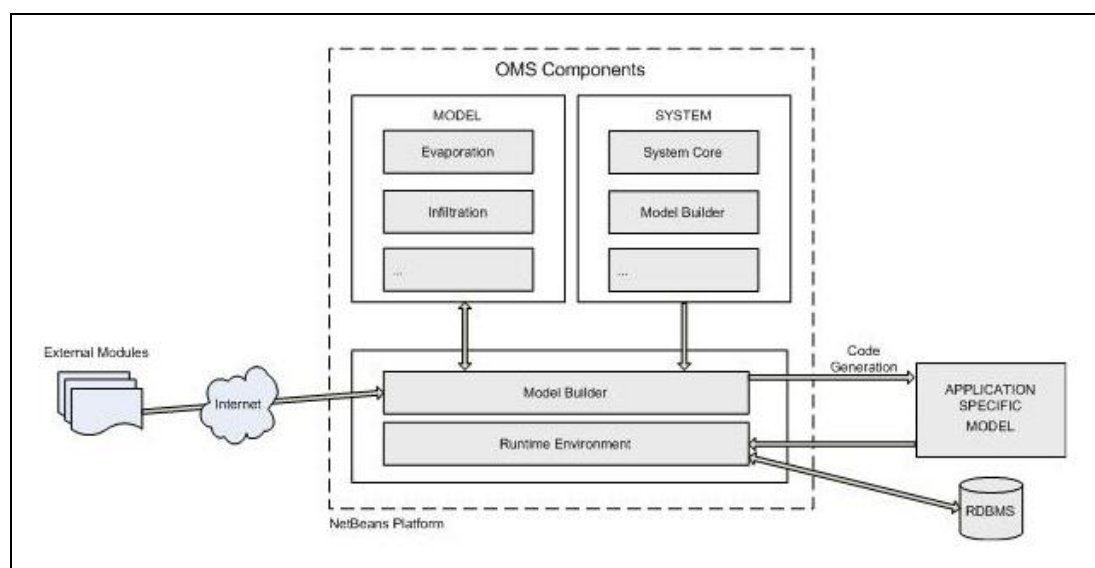 OMS Components
MODEL
Evaporation
Infiltration
...
SYSTEM
System Core
Model Builder
...
External Modules
Internet
Model Builder
Runtime Environment
Code
Generation
APPLICATION
SPECIFIC
MODEL
RDBMS
NetBeans Platform